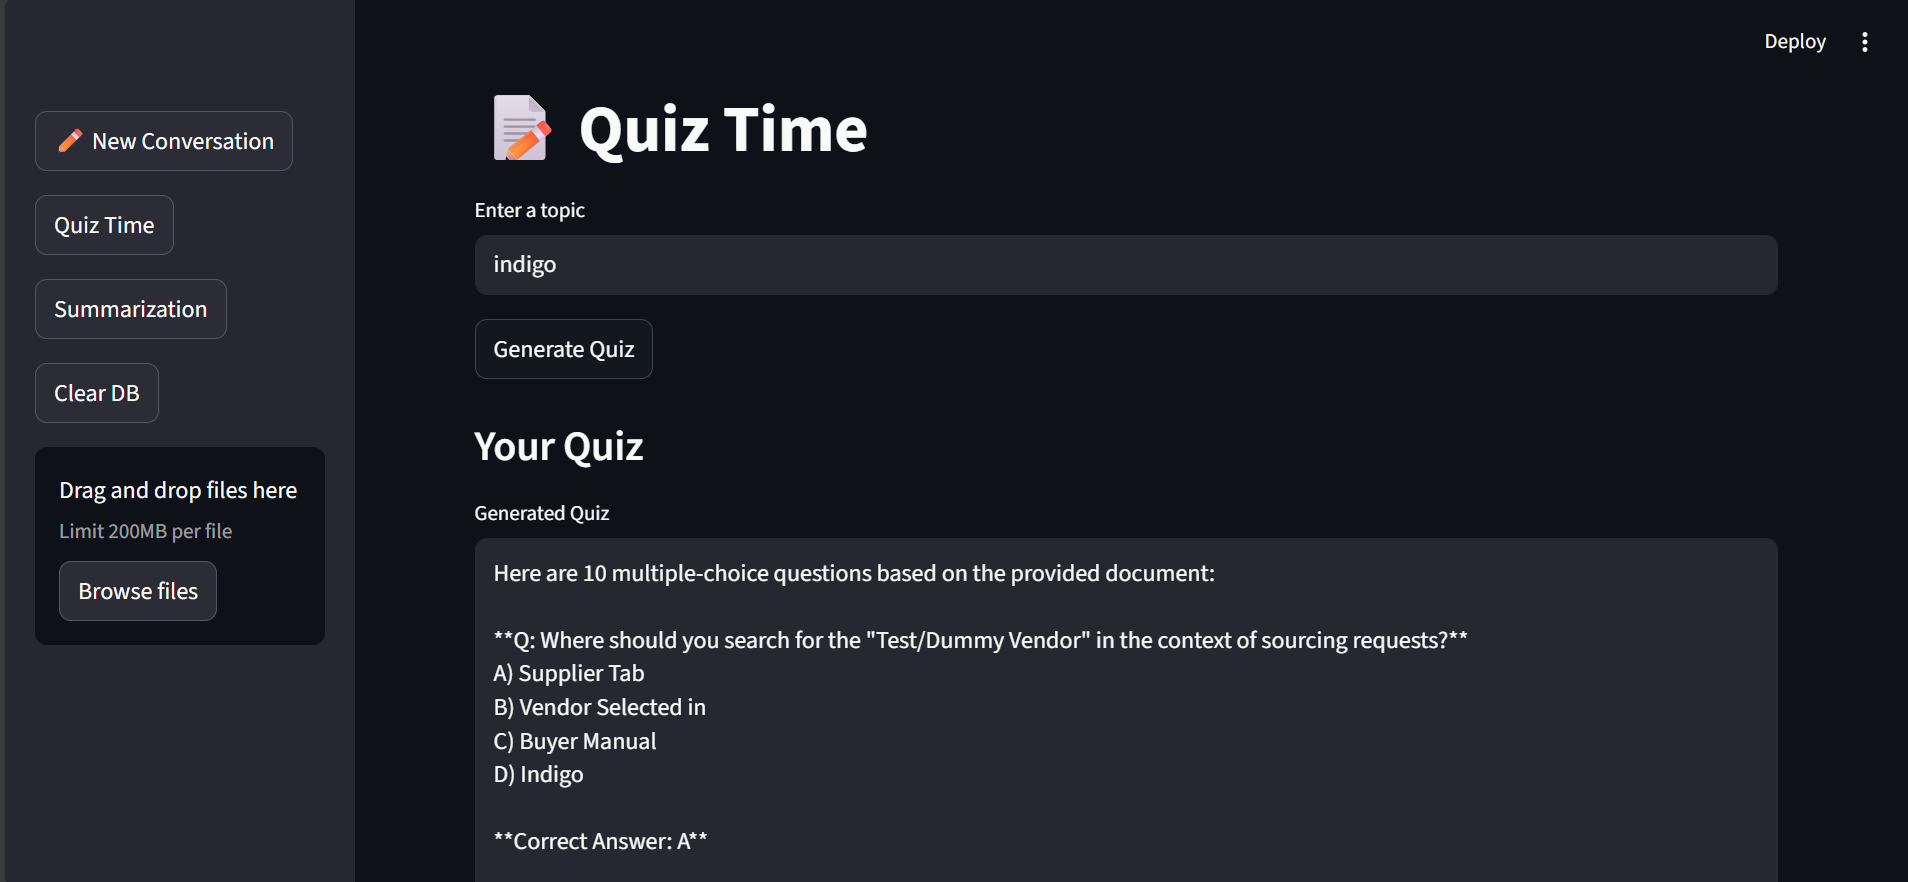 Deploy
New Conversation
Quiz Time
Summarization
Clear DB
Drag and drop files here
Limit 200MB per file
Browse files
Quiz Time
Enter a topic
indigo
Generate Quiz
Your Quiz
Generated Quiz
Here are 10 multiple-choice questions based on the provided document:
**Q: Where should you search for the "Test/Dummy Vendor" in the context of sourcing requests?**
A) Supplier Tab
B) Vendor Selected in
C) Buyer Manual
D) Indigo
**Correct Answer: A**